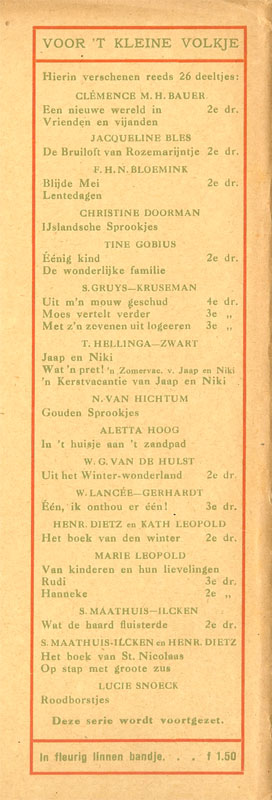 VOOR 'T KLEINE VOLKJE
Hierin verschenen reeds 26 deeltjes:
CLÉMENCE M. H. BAUER
Een nieuwe wereld in 2e dr.
Vrienden en vijanden
JACQUELINE BLES
De Bruiloft van Rozemarijntje 2e dr.
F. H. N. BLOEMINK
Blijde Mei 2e dr.
Lentedagen
CHRISTINE DOORMAN
IJslandsche Sprookjes
TINE GOBIUS
Éénig kind 2e dr.
De wonderlijke familie
S. GRUYS—KRUSEMAN
Uit m'n mouw geschud 4e dr.
Moes vertelt verder 3e „
Met z'n zevenen uit logeeren 3e „
T. HELLINGA—ZWART
Jaap en Niki
Wat 'n pret! 'n Zomervac. v. Jaap en Niki
'n Kerstvacantie van Jaap en Niki
N. VAN HICHTUM
Gouden Sprookjes
ALETTA HOOG
In 't huisje aan 't zandpad
W. G. VAN DE HULST
Uit het Winter-wonderland 2e dr.
W. LANCÉE—GERHARDT
Één, ik onthou er één! 3e dr.
HENR. DIETZ en KATH LEOPOLD
Het boek van den winter 2e dr.
MARIE LEOPOLD
Van kinderen en hun lievelingen
Rudi 3e dr.
Hanneke 2e „
S. MAATHUIS—ILCKEN
Wat de haard fluisterde 2e dr.
S. MAATHUIS-ILCKEN en HENR. DIETZ
Het boek van St. Nicolaas
Op stap met groote zus
LUCIE SNOECK
Roodborstjes
Deze serie wordt voortgezet.
In fleurig linnen bandje. . . f 1.50